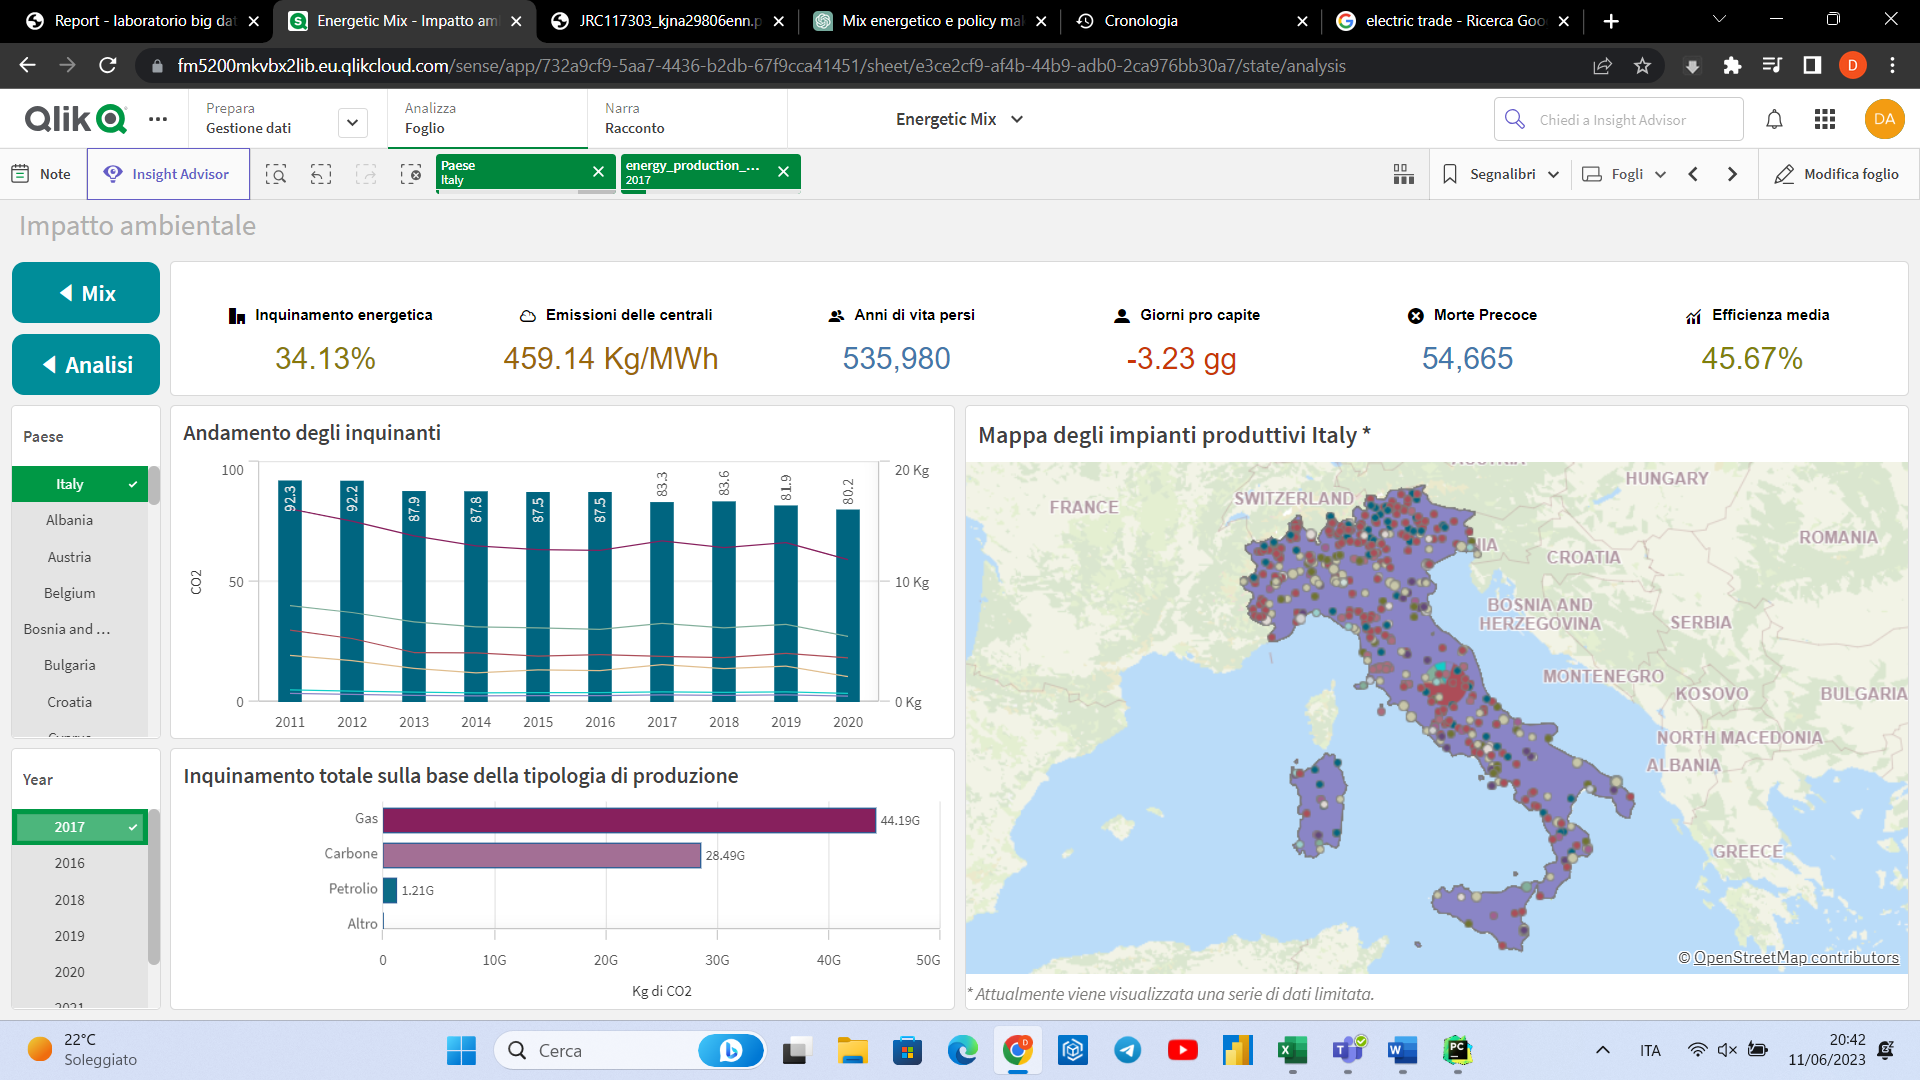 Report - laboratorio big dat
Energetic Mix - Impatto am
JRC117303_kjna29806enn.p
Mix energetico e policy ma
Cronologia
electric trade - Ricerca Goo
fm5200mkvbx2lib.eu.qlikcloud.com/sense/app/732a9cf9-5aa7-4436-b2db-67f9cca41451/sheet/e3ce2cf9-af4b-44b9-adb0-2ca976bb30a7/state/analysis
D
Qlik
Prepara
Gestione dati
Analizza
Foglio
Narra
Racconto
Energetic Mix
Chiedi a Insight Advisor
DA
Note
Insight Advisor
Paese
Italy
energy_production_...
2017
Segnalibri
Fogli
Modifica foglio
Impatto ambientale
Mix
Analisi
Inquinamento energetica
34.13%
Emissioni delle centrali
459.14 Kg/MWh
Anni di vita persi
535,980
Giorni pro capite
-3.23 gg
Morte Precoce
54,665
Efficienza media
45.67%
Paese
Italy
Albania
Austria
Belgium
Bosnia and ...
Bulgaria
Croatia
Cyprus
Year
2017
2016
2018
2019
2020
2021
Andamento degli inquinanti
CO2
100
50
0
92.3
92.2
87.9
87.8
87.5
87.5
83.3
83.6
81.9
80.2
20 Kg
10 Kg
0 Kg
2011 2012 2013 2014 2015 2016 2017 2018 2019 2020
Inquinamento totale sulla base della tipologia di produzione
Gas 44.19G
Carbone 28.49G
Petrolio 1.21G
Altro
0 10G 20G 30G 40G 50G
Kg di CO2
Mappa degli impianti produttivi Italy *
HUNGARY
SWITZERLAND
FRANCE
ROMANIA
CROATIA
BOSNIA AND
HERZEGOVINA
SERBIA
MONTENEGRO
KOSOVO
BULGARIA
NORTH MACEDONIA
ALBANIA
GREECE
© OpenStreetMap contributors
* Attualmente viene visualizzata una serie di dati limitata.
22°C
Soleggiato
Cerca
ITA
20:42
11/06/2023